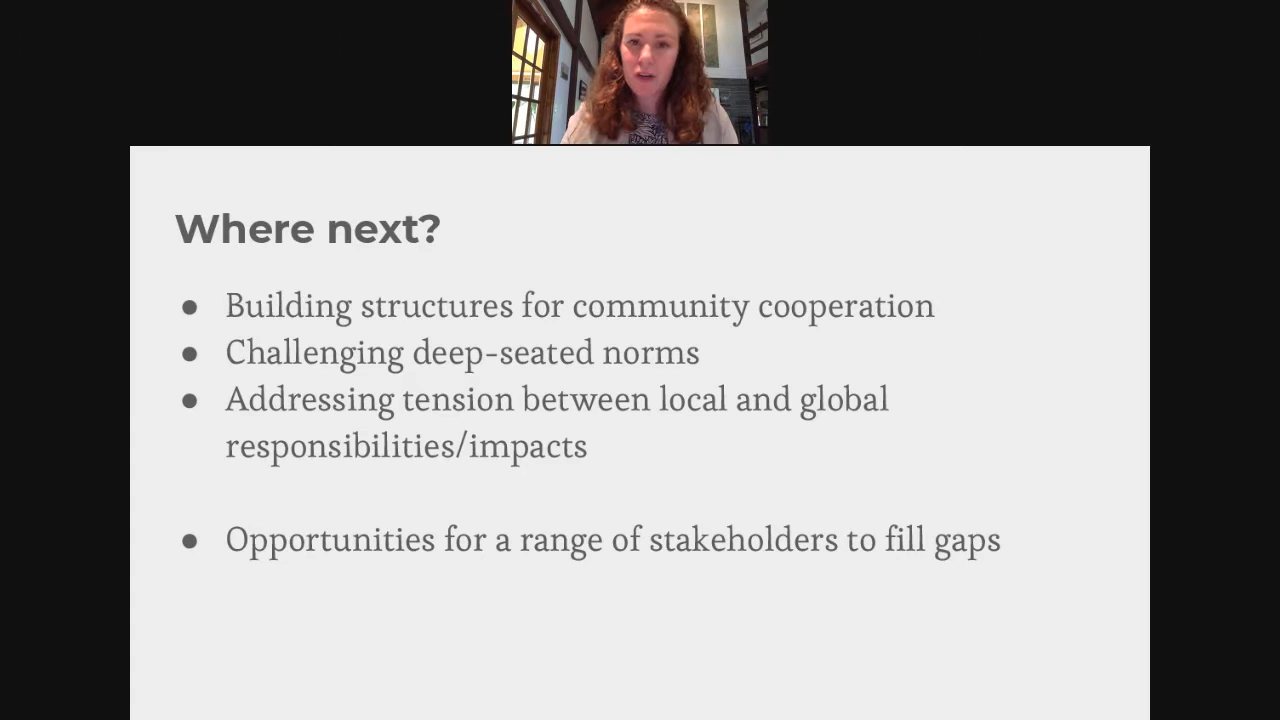 Where next?
● Building structures for community cooperation
● Challenging deep-seated norms
● Addressing tension between local and global
responsibilities/impacts
● Opportunities for a range of stakeholders to fill gaps